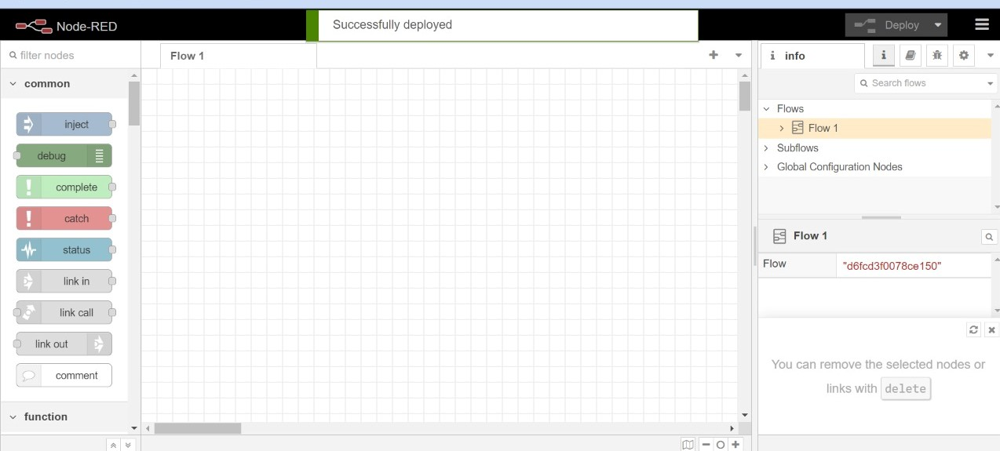 Node-RED
Successfully deployed
Deploy
filter nodes
Flow 1
info
common
Search flows
Flows
inject
Flow 1
debug
Subflows
Global Configuration Nodes
complete
catch
Flow 1
status
Flow
"d6fcd3f0078ce150"
link in
link call
link out
You can remove the selected nodes or
links with delete
comment
function